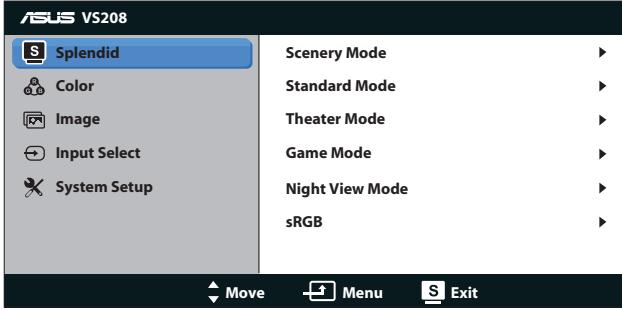 ASUS VS208
S Splendid
Color
Image
Input Select
System Setup
Scenery Mode
Standard Mode
Theater Mode
Game Mode
Night View Mode
sRGB
Move Menu S Exit